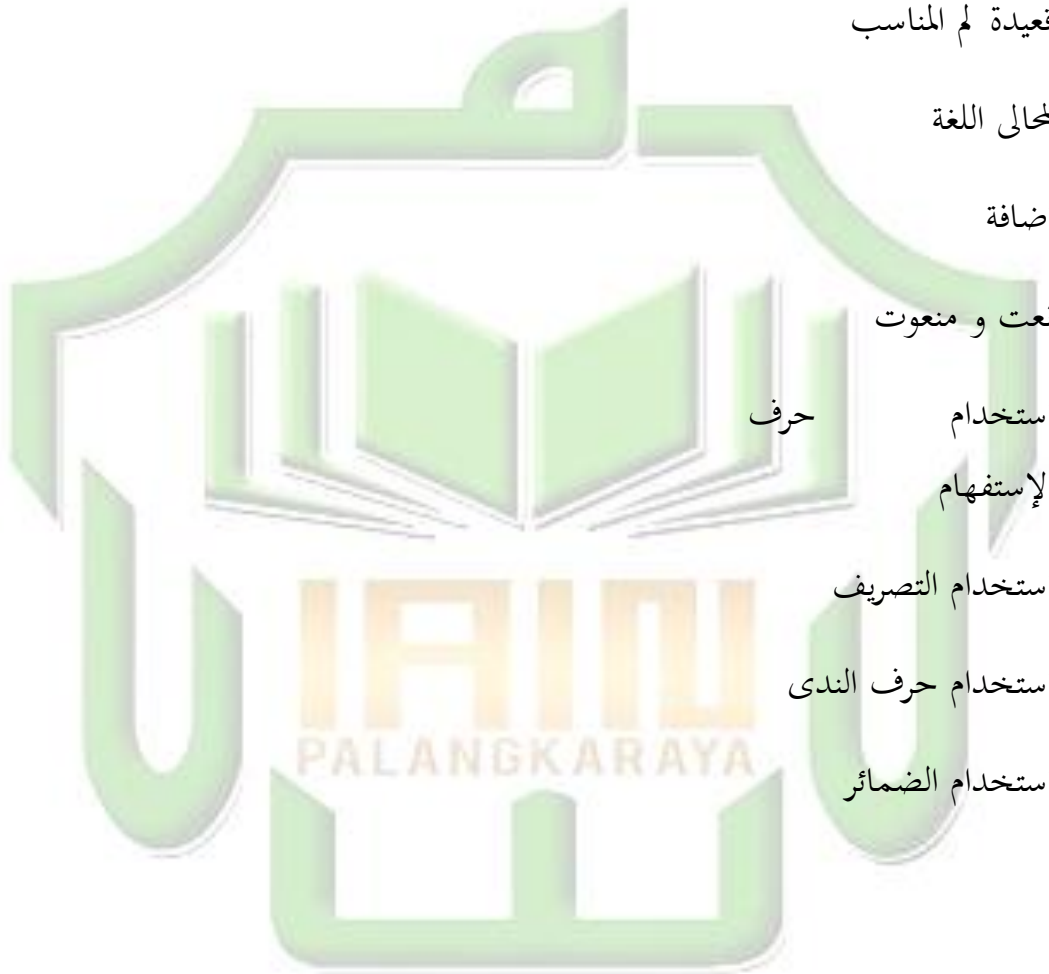 قعيدة لم المناسب
لمحالى اللغة
ضافة
نعت و منعوت
ستخدام حرف
لإستفهام
ستخدام التصريف
ستخدام حرف الندى
ستخدام الضمائر
IAIN
PALANGKARAYA